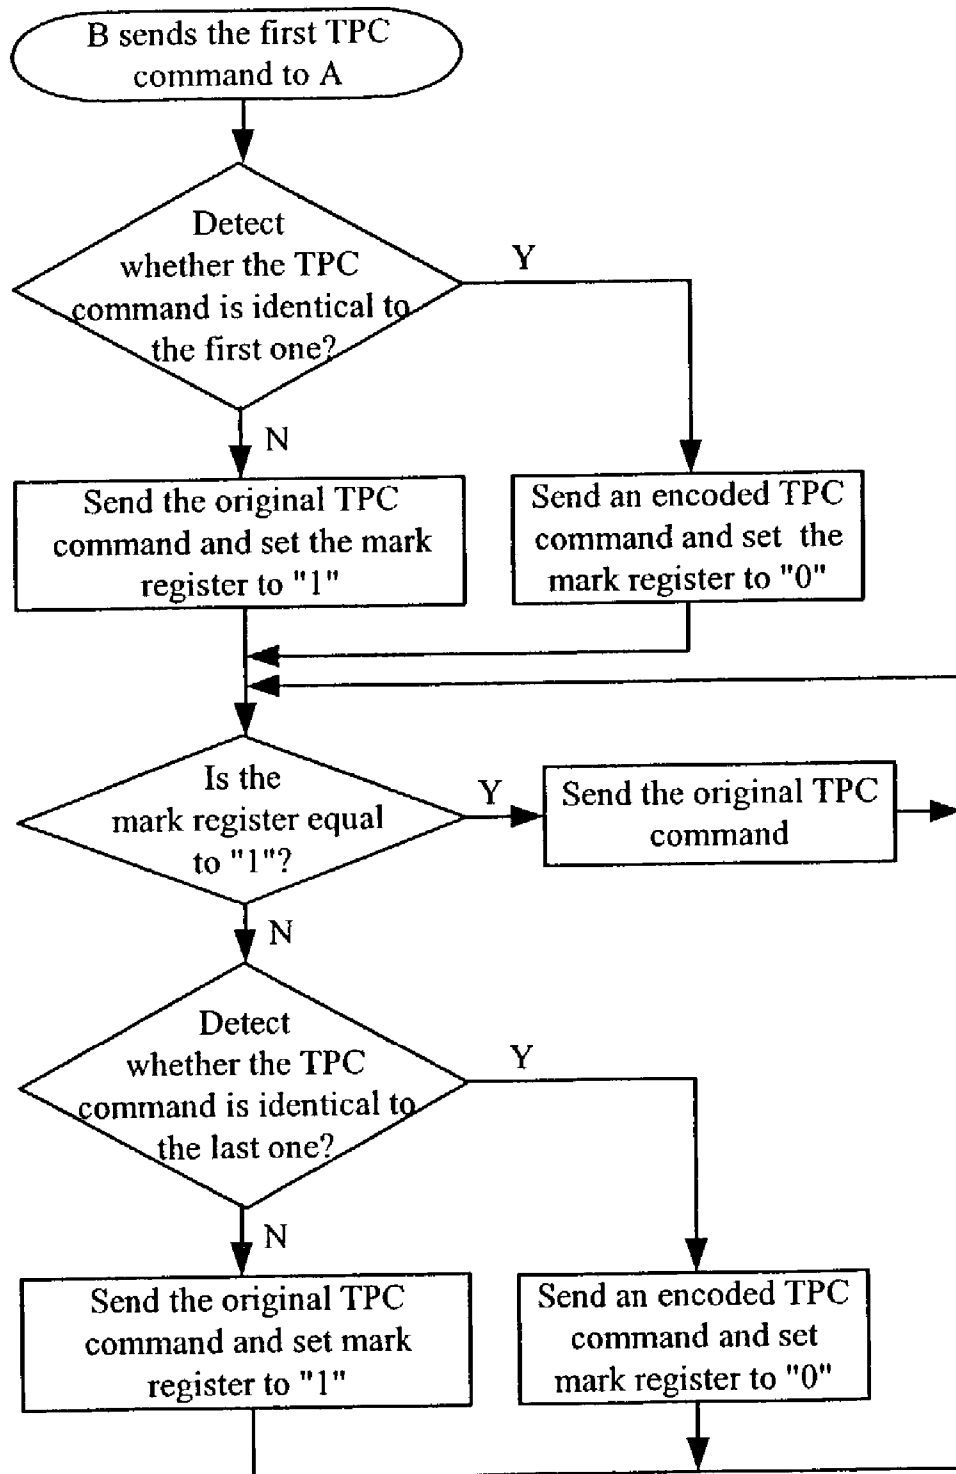 B sends the first TPC
command to A
Detect
whether the TPC
command is identical to
the first one?
Y
N
Send the original TPC
command and set the mark
register to "1"
Send an encoded TPC
command and set the
mark register to "0"
Is the
mark register equal
to "1"?
Y
Send the original TPC
command
N
Detect
whether the TPC
command is identical to
the last one?
Y
N
Send the original TPC
command and set mark
register to "1"
Send an encoded TPC
command and set
mark register to "0"